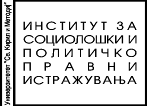 Универзитет "Св. Кирил и Методиј"
ИНСТИТУТ ЗА
СОЦИОЛОШКИ И
ПОЛИТИЧКО
ПРАВНИ
ИСТРАЖУВАЊА